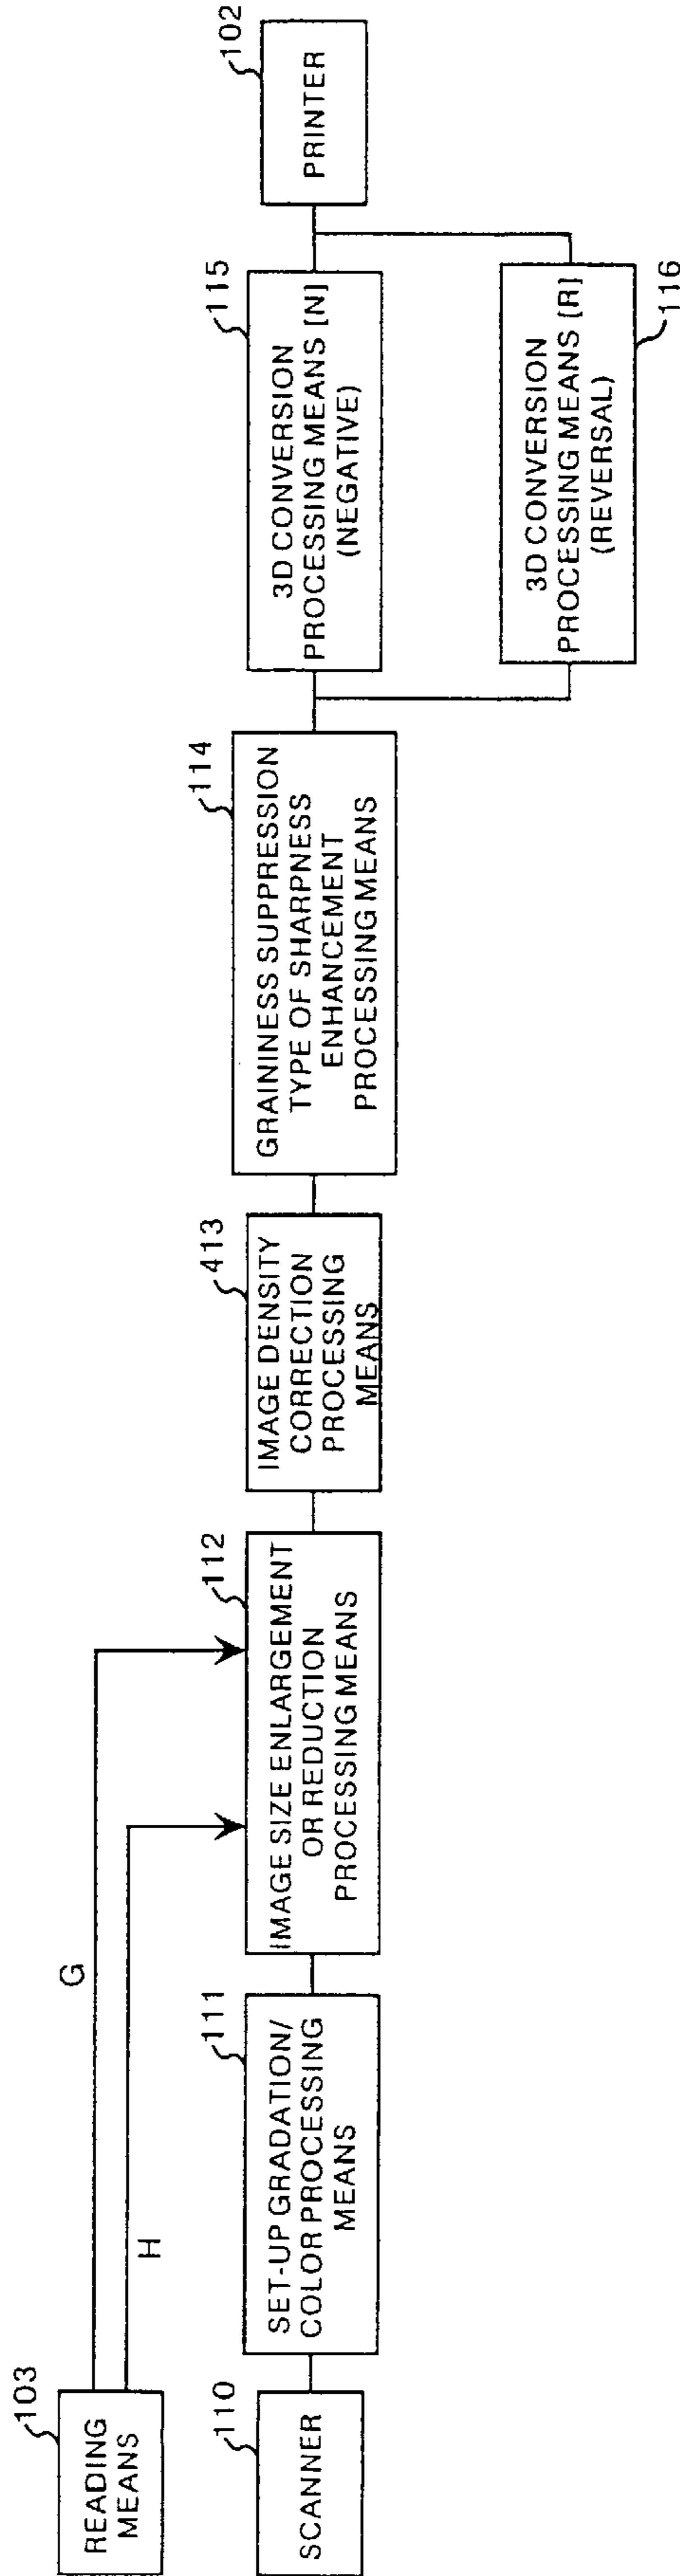 103
READING
MEANS
G
H
110
SCANNER
111
SET-UP GRADATION/
COLOR PROCESSING
MEANS
112
IMAGE SIZE ENLARGEMENT
OR REDUCTION
PROCESSING MEANS
413
IMAGE DENSITY
CORRECTION
PROCESSING
MEANS
114
GRAININESS SUPPRESSION
TYPE OF SHARPNESS
ENHANCEMENT
PROCESSING MEANS
115
3D CONVERSION
PROCESSING MEANS [N]
(NEGATIVE)
3D CONVERSION
PROCESSING MEANS [R]
(REVERSAL)
116
102
PRINTER